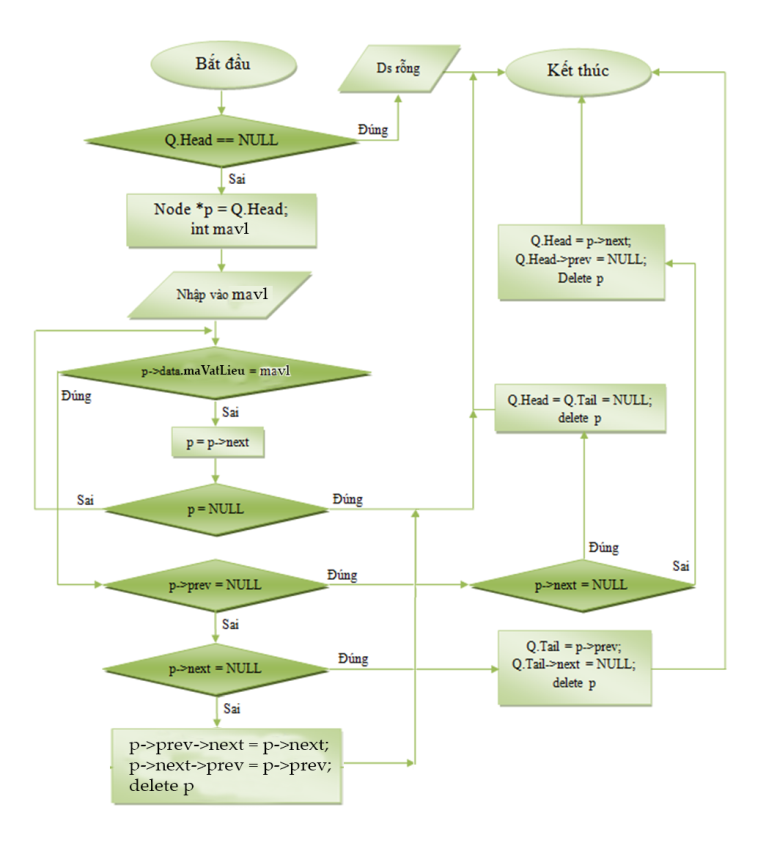 Bắt đầu
Ds rỗng
Kết thúc
Q.Head == NULL
Đúng
Sai
Node *p = Q.Head;
int mavl
Q.Head = p->next;
Q.Head->prev = NULL;
Delete p
Nhập vào mavl
p->data.maVatLieu = mavl
Đúng
Sai
Q.Head = Q.Tail = NULL;
delete p
p = p->next
Sai
p = NULL
Đúng
Đúng
Sai
p->prev = NULL
Đúng
p->next = NULL
Sai
p->next = NULL
Đúng
Q.Tail = p->prev;
Q.Tail->next = NULL;
delete p
Sai
p->prev->next = p->next;
p->next->prev = p->prev;
delete p